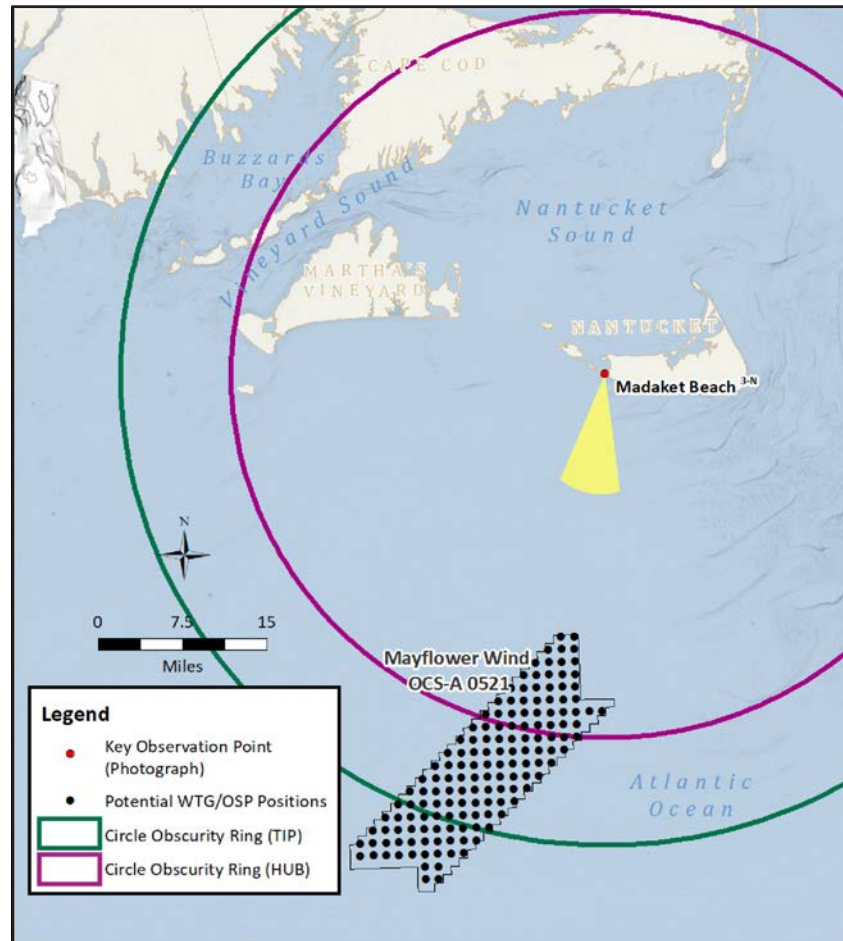 CAPE COD
Buzzards
Bay
Vineyard Sound
Nantucket
Sound
MARTHA'S
VINEYARD
NANTUCKET
Madaket Beach 3-N
N
0 7.5 15
Miles
Mayflower Wind
OCS-A 0521
Atlantic
Ocean
Legend
Key Observation Point
(Photograph)
Potential WTG/OSP Positions
Circle Obscurity Ring (TIP)
Circle Obscurity Ring (HUB)